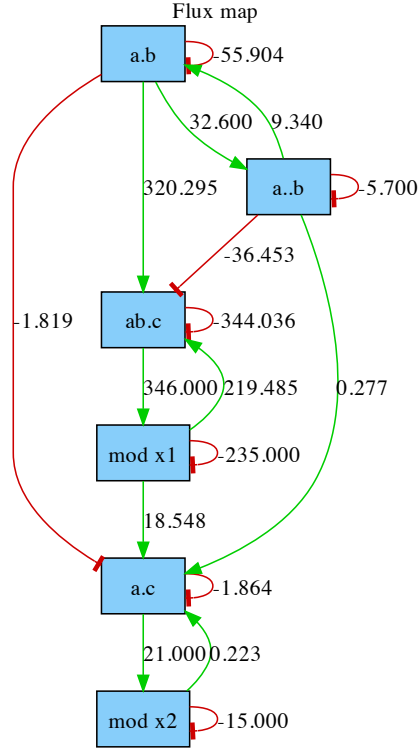 Flux map
a.b
-55.904
32.600
9.340
320.295
a..b
-5.700
-36.453
-1.819
ab.c
-344.036
346.000
219.485
0.277
mod x1
-235.000
18.548
a.c
-1.864
21.000
0.223
mod x2
-15.000